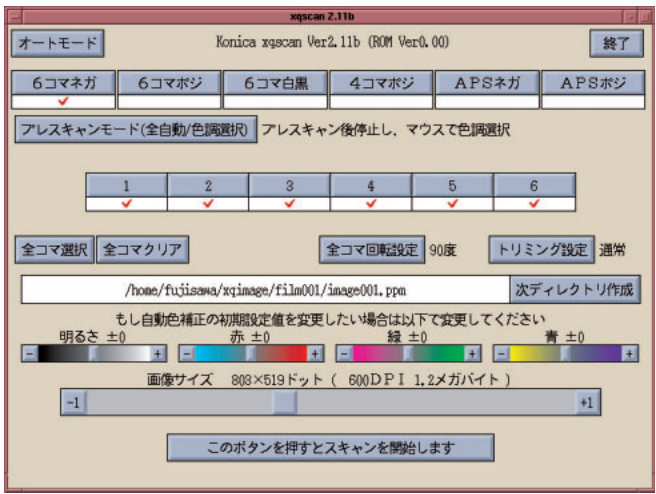 xqscan 2.11b
オートモード Konica xqscan Ver2.11b (ROM Ver0.00) 終了
6コマネガ 6コマポジ 6コマ白黒 4コマポジ APSネガ APSポジ
プレスキャンモード(全自動/色調選択) プレスキャン後停止し、マウスで色調選択
1 2 3 4 5 6
全コマ選択 全コマクリア 全コマ回転設定 90度 トリミング設定 通常
/home/fujisawa/xqimage/film001/image001.ppm 次ディレクトリ作成
もし自動色補正の初期設定値を変更したい場合は以下で変更してください
明るさ ±0 赤 ±0 緑 ±0 青 ±0
- + - + - + - +
画像サイズ 803×519ドット ( 600DPI 1.2メガバイト )
-1 +1
このボタンを押すとスキャンを開始します